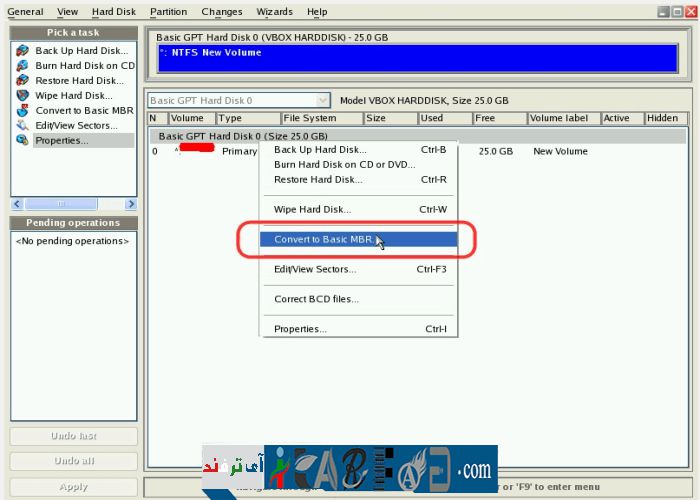 General View Hard Disk Partition Changes Wizards Help
Pick a task
Back Up Hard Disk...
Burn Hard Disk on CD
Restore Hard Disk...
Wipe Hard Disk...
Convert to Basic MBR
Edit/View Sectors...
Properties...
Pending operations
<No pending operations>
Undo last
Undo all
Apply
Basic GPT Hard Disk 0 (VBOX HARDDISK) - 25.0 GB
*: NTFS New Volume
Basic GPT Hard Disk 0 Model VBOX HARDDISK, Size 25.0 GB
N Volume Type File System Size Used Free Volume label Active Hidden
Basic GPT Hard Disk 0 (Size 25.0 GB)
0 *: Primary 25.0 GB New Volume
Back Up Hard Disk... Ctrl-B
Burn Hard Disk on CD or DVD...
Restore Hard Disk... Ctrl-R
Wipe Hard Disk... Ctrl-W
Convert to Basic MBR...
Edit/View Sectors... Ctrl-F3
Correct BCD files...
Properties... Ctrl-I
آی ترفند
.com
or 'F9' to enter menu